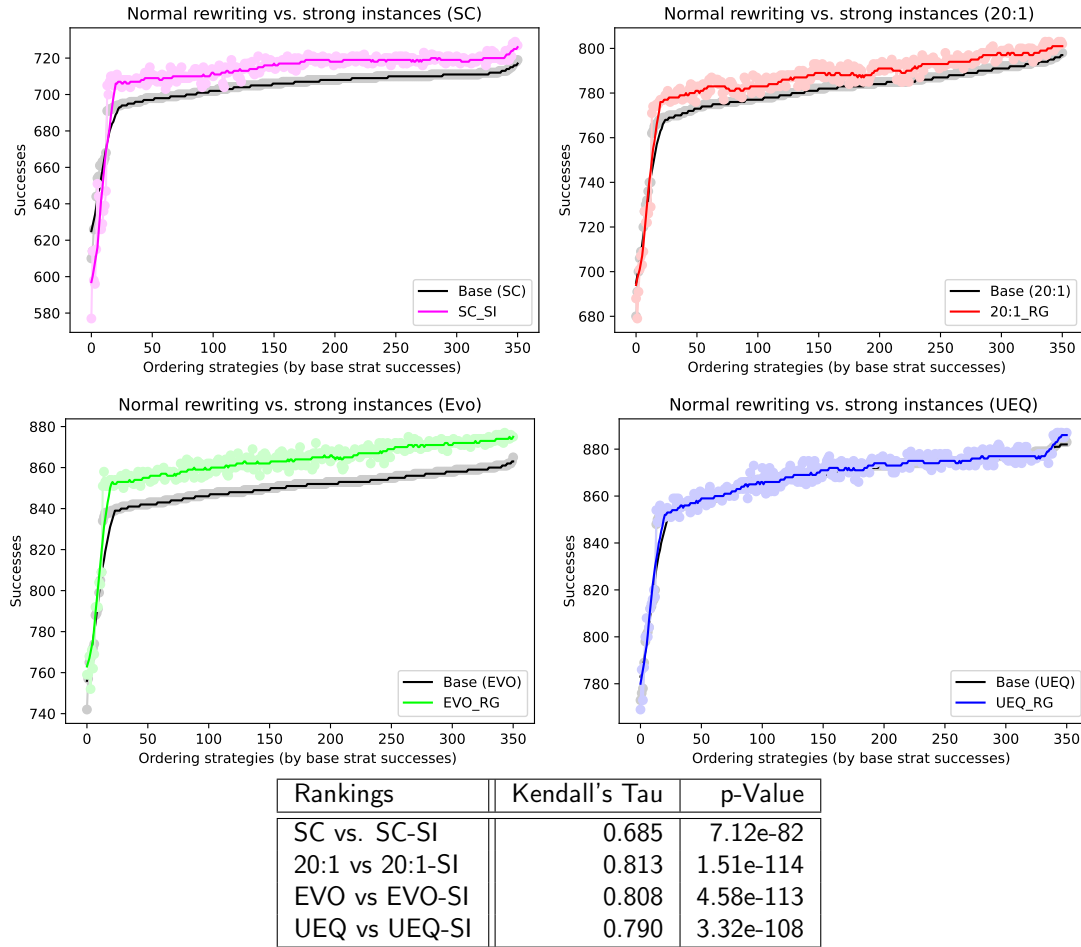 Normal rewriting vs. strong instances (SC)
720
700
680
660
640
620
600
580
Successes
0 50 100 150 200 250 300 350
Ordering strategies (by base strat successes)
Base (SC)
SC_SI
Normal rewriting vs. strong instances (20:1)
800
780
760
740
720
700
680
Successes
0 50 100 150 200 250 300 350
Ordering strategies (by base strat successes)
Base (20:1)
20:1_RG
Normal rewriting vs. strong instances (Evo)
880
860
840
820
800
780
760
740
Successes
0 50 100 150 200 250 300 350
Ordering strategies (by base strat successes)
Base (EVO)
EVO_RG
Normal rewriting vs. strong instances (UEQ)
880
860
840
820
800
780
Successes
0 50 100 150 200 250 300 350
Ordering strategies (by base strat successes)
Base (UEQ)
UEQ_RG
Rankings Kendall's Tau p-Value
SC vs. SC-SI 0.685 7.12e-82
20:1 vs 20:1-SI 0.813 1.51e-114
EVO vs EVO-SI 0.808 4.58e-113
UEQ vs UEQ-SI 0.790 3.32e-108